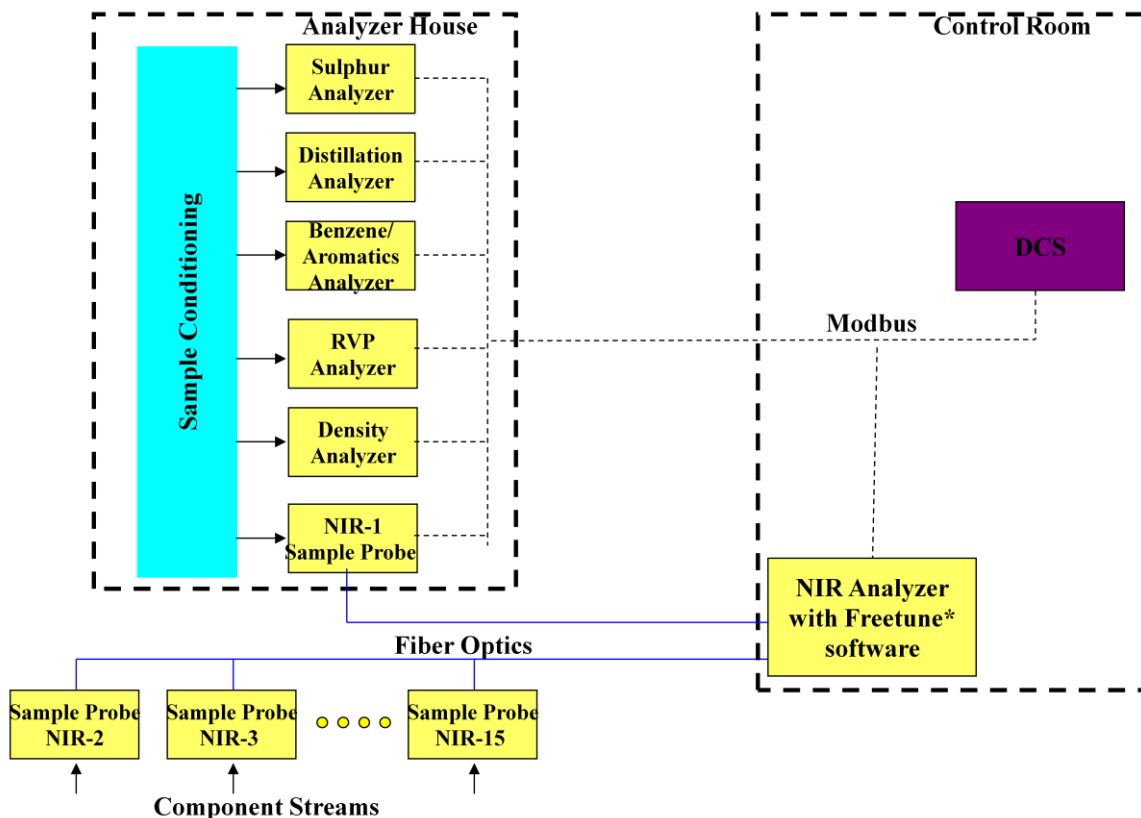 Analyzer House
Control Room
Sample Conditioning
Sulphur
Analyzer
Distillation
Analyzer
Benzene/
Aromatics
Analyzer
RVP
Analyzer
Density
Analyzer
NIR-1
Sample Probe
DCS
Modbus
NIR Analyzer
with Freetune*
software
Fiber Optics
Sample Probe
NIR-2
Sample Probe
NIR-3
Sample Probe
NIR-15
Component Streams